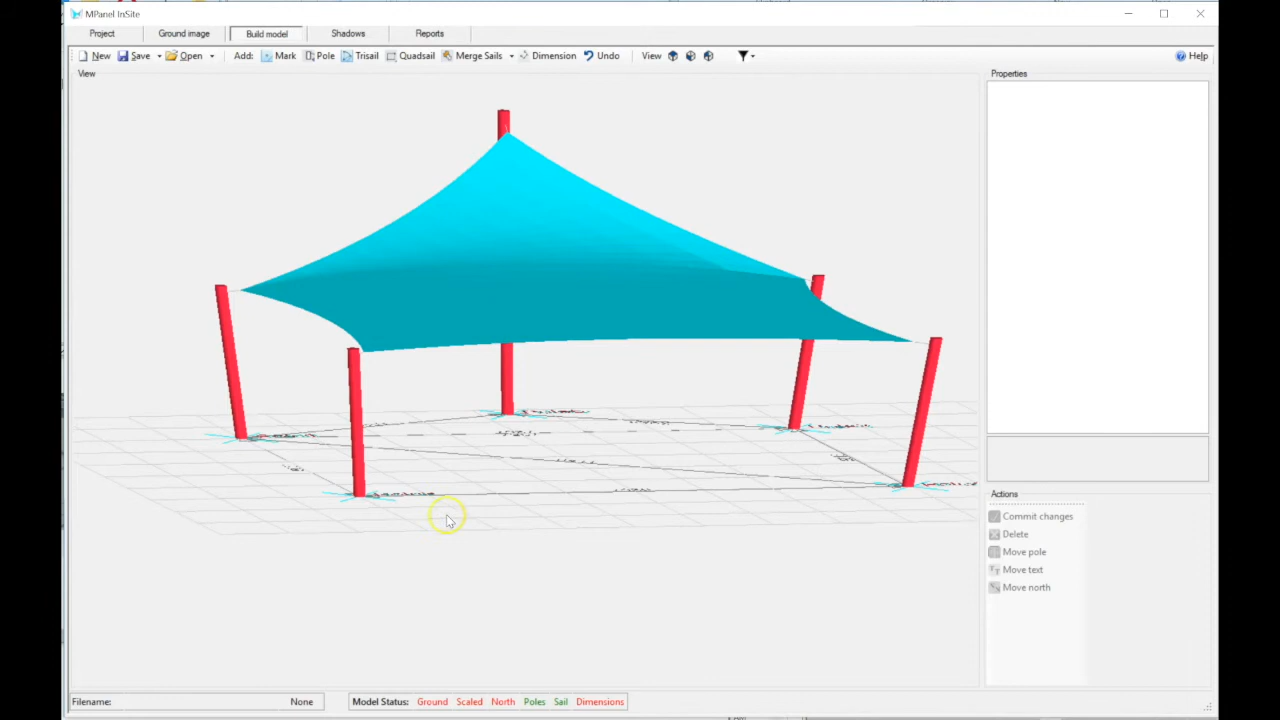 MPanel InSite
Project Ground image Build model Shadows Reports
New Save Open Add: Mark Pole Trisail Quadsail Merge Sails Dimension Undo View Help
View
Properties
Actions
Commit changes
Delete
Move pole
Move text
Move north
Filename: None
Model Status: Ground Scaled North Poles Sail Dimensions